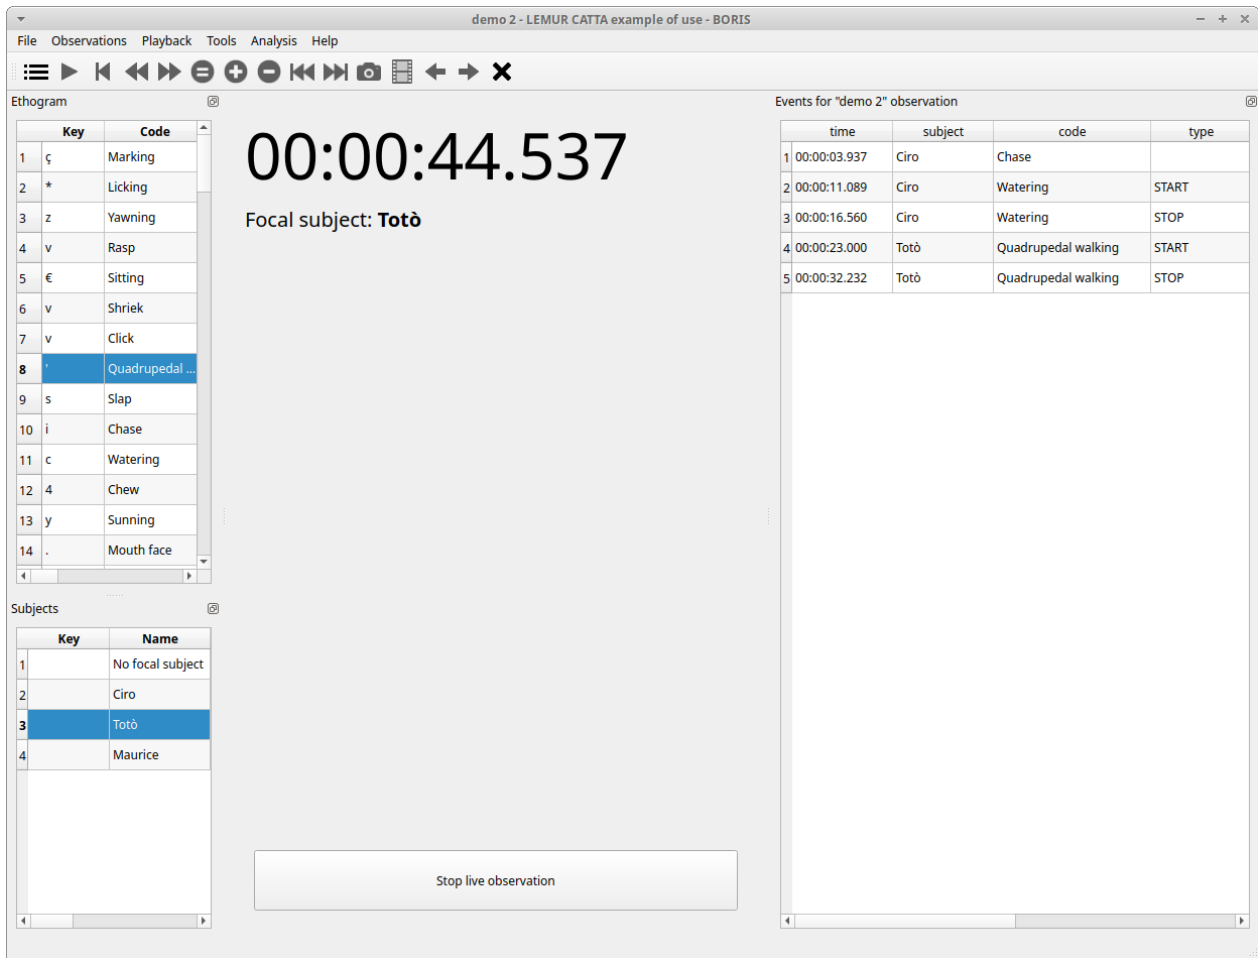 demo 2 - LEMUR CATTA example of use - BORIS
File Observations Playback Tools Analysis Help
Ethogram
Key Code
1 ç Marking
2 * Licking
3 z Yawning
4 v Rasp
5 € Sitting
6 v Shriek
7 v Click
8 ' Quadrupedal ...
9 s Slap
10 i Chase
11 c Watering
12 4 Chew
13 y Sunning
14 . Mouth face
Subjects
Key Name
1 No focal subject
2 Ciro
3 Totò
4 Maurice
00:00:44.537
Focal subject: Totò
Stop live observation
Events for "demo 2" observation
time subject code type
1 00:00:03.937 Ciro Chase
2 00:00:11.089 Ciro Watering START
3 00:00:16.560 Ciro Watering STOP
4 00:00:23.000 Totò Quadrupedal walking START
5 00:00:32.232 Totò Quadrupedal walking STOP